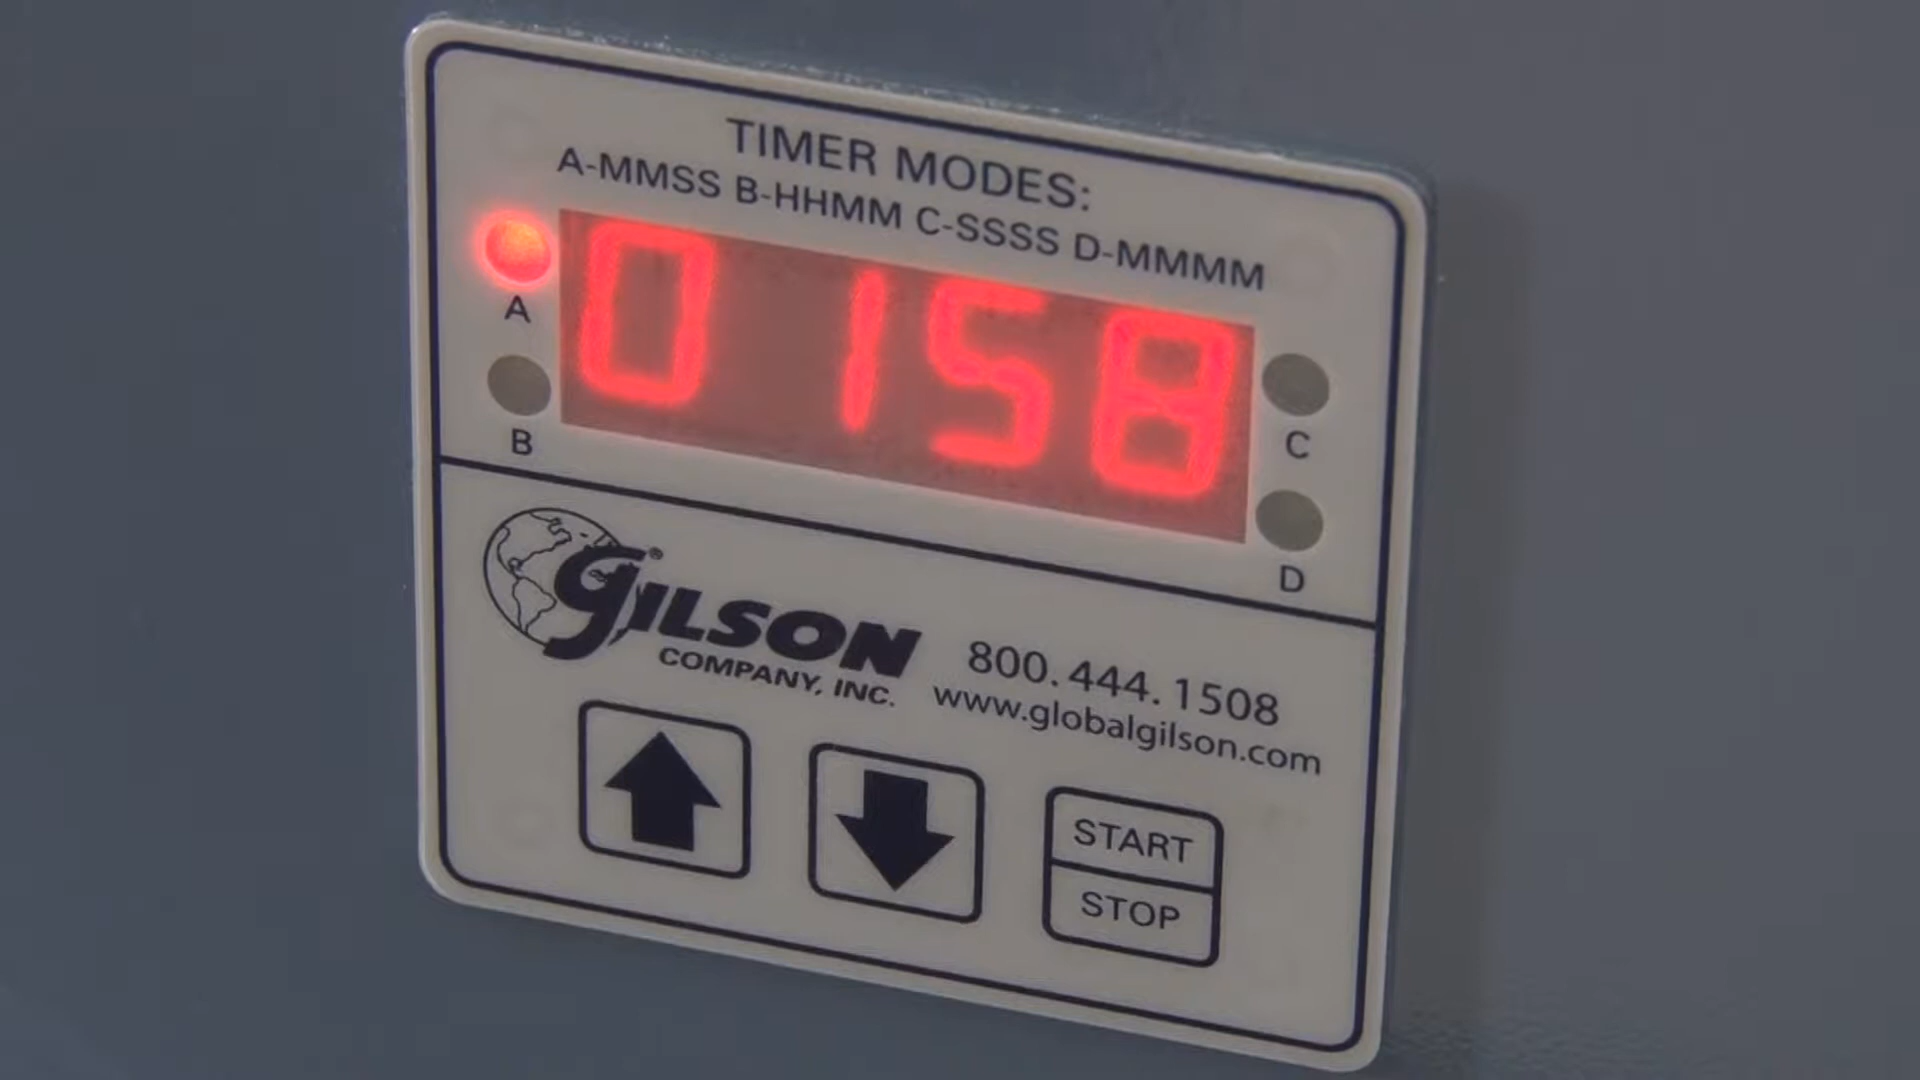 TIMER MODES:
A-MMSS B-HHMM C-SSSS D-MMMM
0158
A
B
C
D
GILSON®
COMPANY, INC.
800.444.1508
www.globalgilson.com
START
STOP